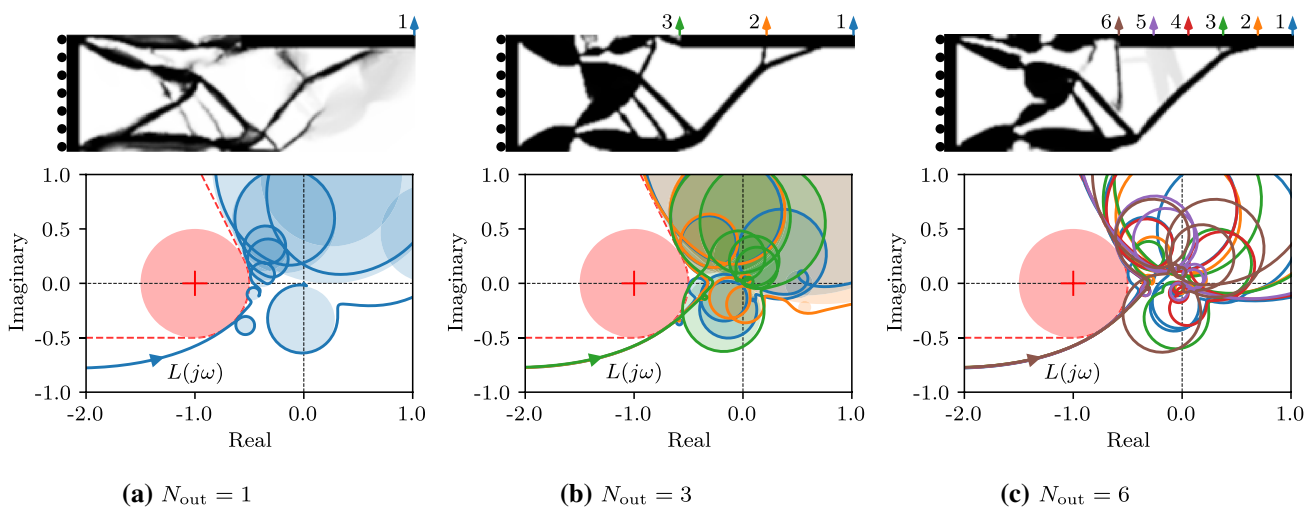 1
3 2 1
6 5 4 3 2 1
1.0
0.5
0.0
-0.5
-1.0
Imaginary
L(jω)
-2.0 -1.0 0.0 1.0
Real
1.0
0.5
0.0
-0.5
-1.0
Imaginary
L(jω)
-2.0 -1.0 0.0 1.0
Real
1.0
0.5
0.0
-0.5
-1.0
Imaginary
L(jω)
-2.0 -1.0 0.0 1.0
Real
(a) N_out = 1
(b) N_out = 3
(c) N_out = 6